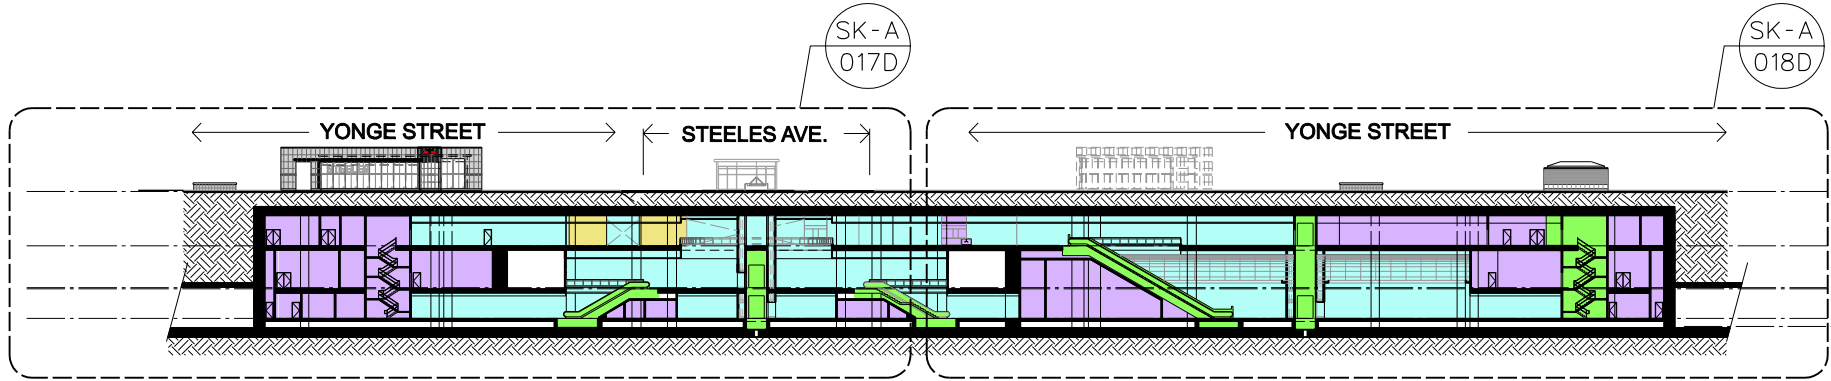 SK-A
017D
SK-A
018D
YONGE STREET
STEELES AVE.
YONGE STREET